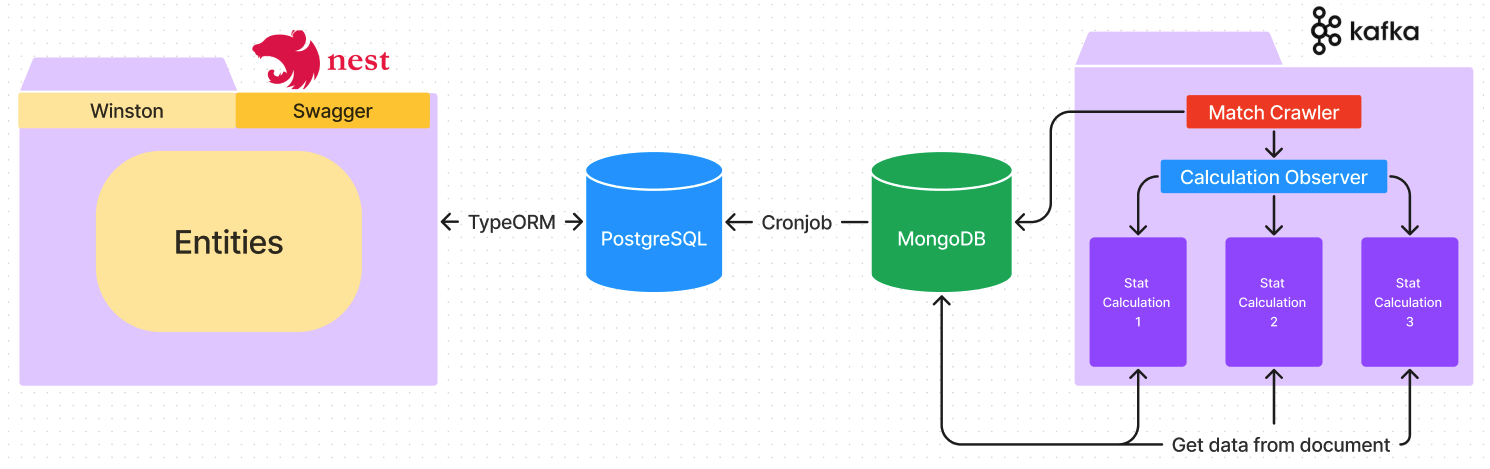 nest
Winston
Swagger
Entities
TypeORM
PostgreSQL
Cronjob
MongoDB
kafka
Match Crawler
Calculation Observer
Stat
Calculation
1
Stat
Calculation
2
Stat
Calculation
3
Get data from document